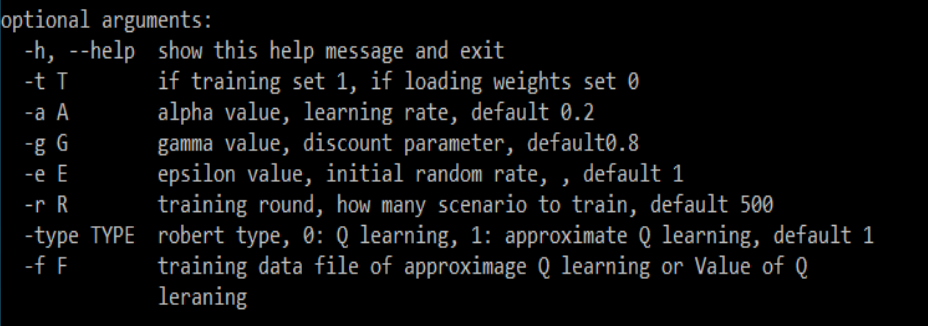 optional arguments:
-h, --help show this help message and exit
-t T if training set 1, if loading weights set 0
-a A alpha value, learning rate, default 0.2
-g G gamma value, discount parameter, default0.8
-e E epsilon value, initial random rate, , default 1
-r R training round, how many scenario to train, default 500
-type TYPE robert type, 0: Q learning, 1: approximate Q learning, default 1
-f F training data file of approximage Q learning or Value of Q
leraning